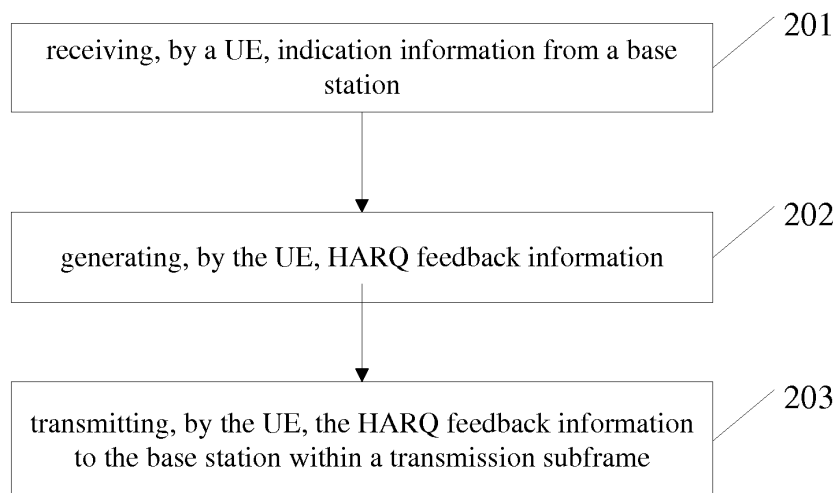 201
receiving, by a UE, indication information from a base
station
202
generating, by the UE, HARQ feedback information
203
transmitting, by the UE, the HARQ feedback information
to the base station within a transmission subframe